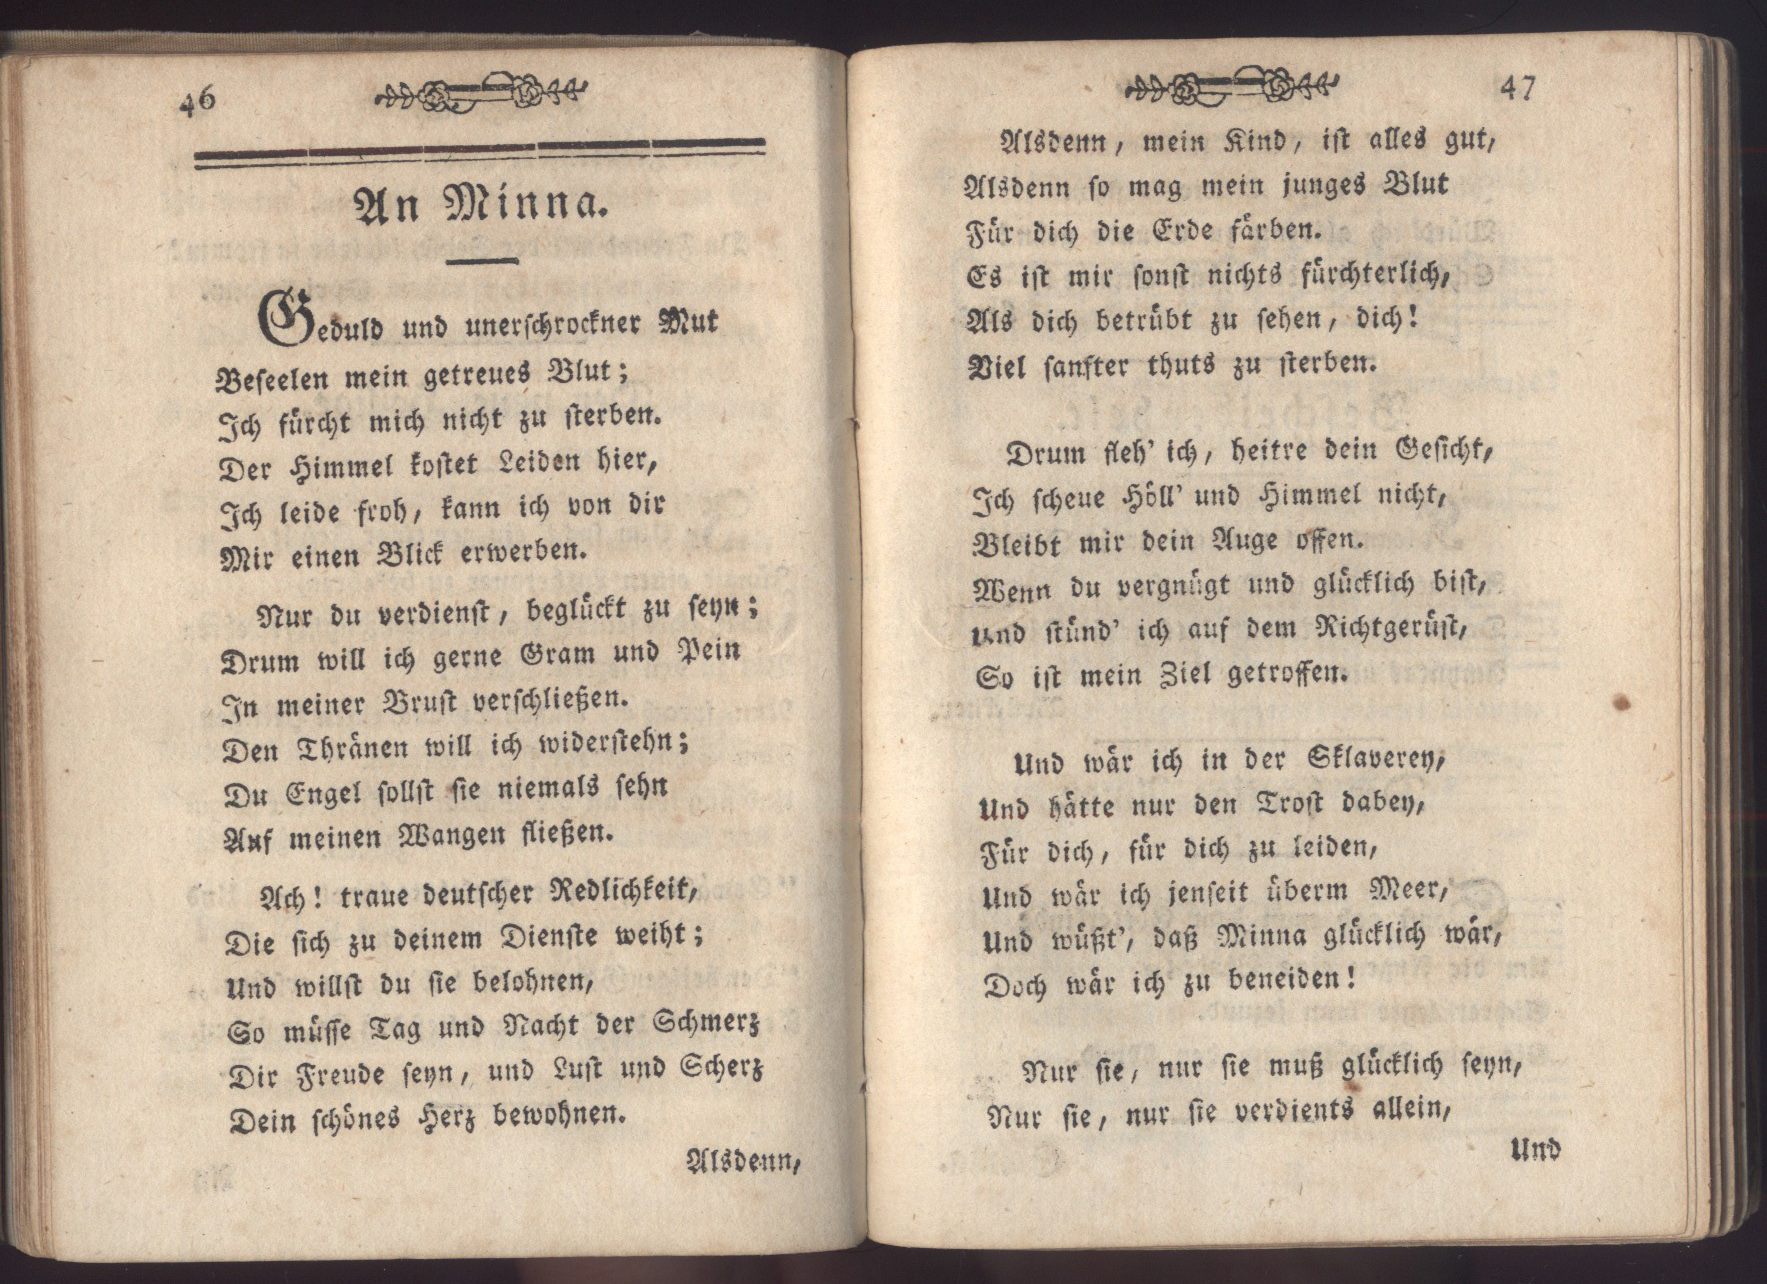 46
An Minna.
Geduld und unerſchrockner Mut
Beſeelen mein getreues Blut;
Ich fürcht mich nicht zu ſterben.
Der Himmel koſtet Leiden hier,
Ich leide froh, kann ich von dir
Mir einen Blick erwerben.
Nur du verdienſt, beglückt zu ſeyn;
Drum will ich gerne Gram und Pein
In meiner Bruſt verſchließen.
Den Thränen will ich widerſtehn;
Du Engel ſollſt ſie niemals ſehn
Auf meinen Wangen fließen.
Ach! traue deutſcher Redlichkeit,
Die ſich zu deinem Dienſte weiht;
Und willſt du ſie belohnen,
So müſſe Tag und Nacht der Schmerz
Dir Freude ſeyn, und Luſt und Scherz
Dein ſchönes Herz bewohnen.
Alsdenn,
47
Alsdenn, mein Kind, iſt alles gut,
Alsdenn ſo mag mein junges Blut
Für dich die Erde färben.
Es iſt mir ſonſt nichts fürchterlich,
Als dich betrübt zu ſehen, dich!
Viel ſanfter thuts zu ſterben.
Drum fleh' ich, heitre dein Geſicht,
Ich ſcheue Höll' und Himmel nicht,
Bleibt mir dein Auge offen.
Wenn du vergnügt und glücklich biſt,
Und ſtünd' ich auf dem Richtgerüſt,
So iſt mein Ziel getroffen.
Und wär ich in der Sklaverey,
Und hätte nur den Troſt dabey,
Für dich, für dich zu leiden,
Und wär ich jenſeit überm Meer,
Und wüßt', daß Minna glücklich wär,
Doch wär ich zu beneiden!
Nur ſie, nur ſie muß glücklich ſeyn,
Nur ſie, nur ſie verdients allein,
Und